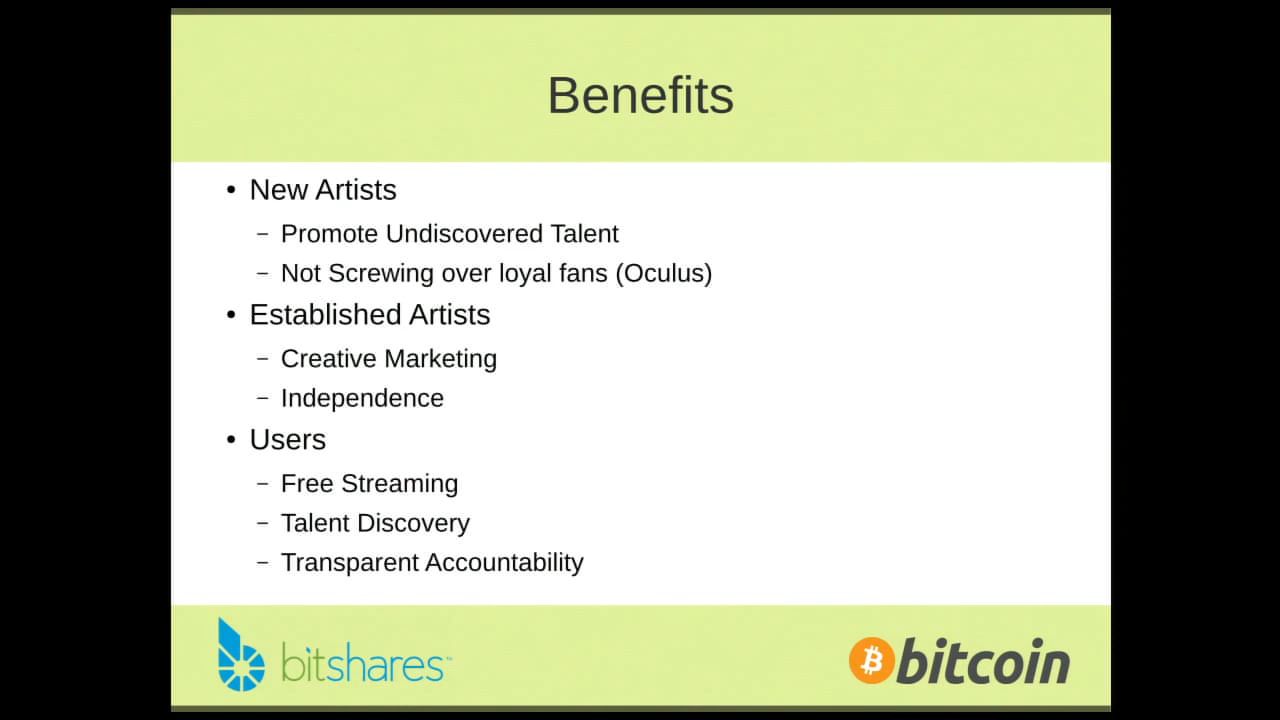 Benefits
• New Artists
– Promote Undiscovered Talent
– Not Screwing over loyal fans (Oculus)
• Established Artists
– Creative Marketing
– Independence
• Users
– Free Streaming
– Talent Discovery
– Transparent Accountability
bitshares™ bitcoin